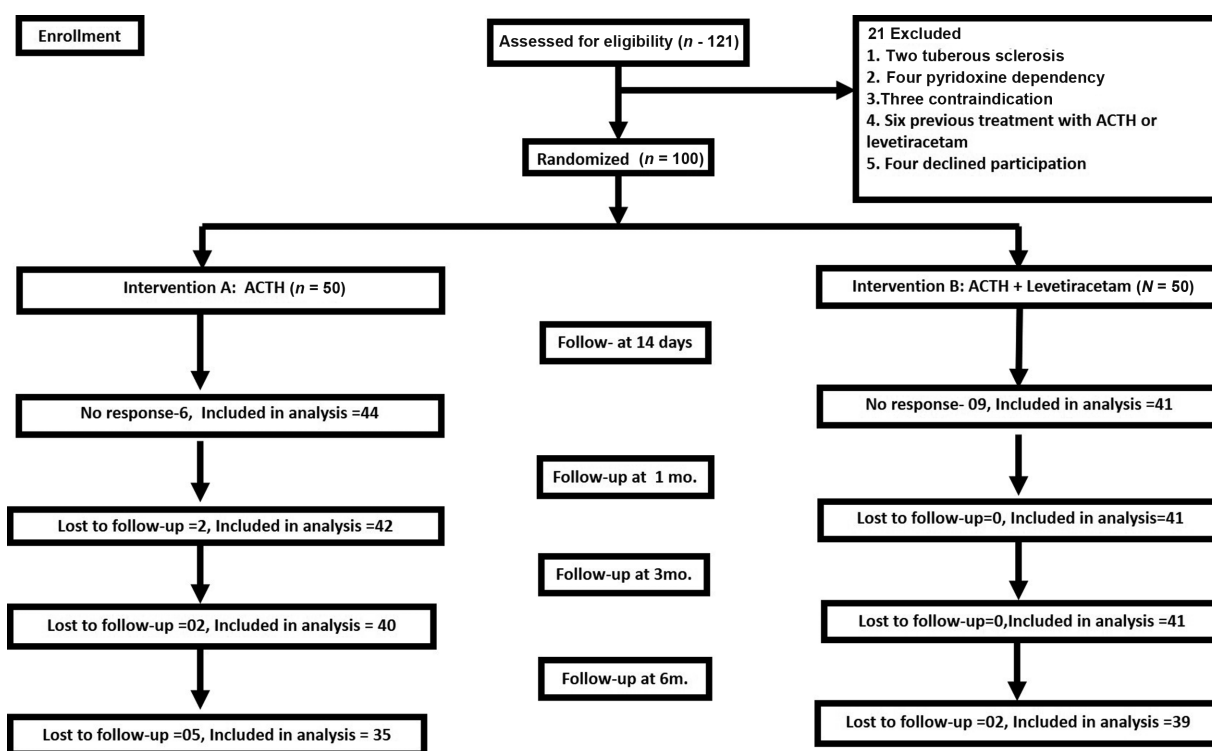 Enrollment
Assessed for eligibility (n - 121)
21 Excluded
1. Two tuberous sclerosis
2. Four pyridoxine dependency
3.Three contraindication
4. Six previous treatment with ACTH or
levetiracetam
5. Four declined participation
Randomized (n = 100)
Intervention A: ACTH (n = 50)
Intervention B: ACTH + Levetiracetam (N = 50)
Follow- at 14 days
No response-6, Included in analysis =44
No response- 09, Included in analysis =41
Follow-up at 1 mo.
Lost to follow-up =2, Included in analysis =42
Lost to follow-up=0, Included in analysis=41
Follow-up at 3mo.
Lost to follow-up =02, Included in analysis = 40
Lost to follow-up=0,Included in analysis =41
Follow-up at 6m.
Lost to follow-up =05, Included in analysis = 35
Lost to follow-up =02, Included in analysis =39